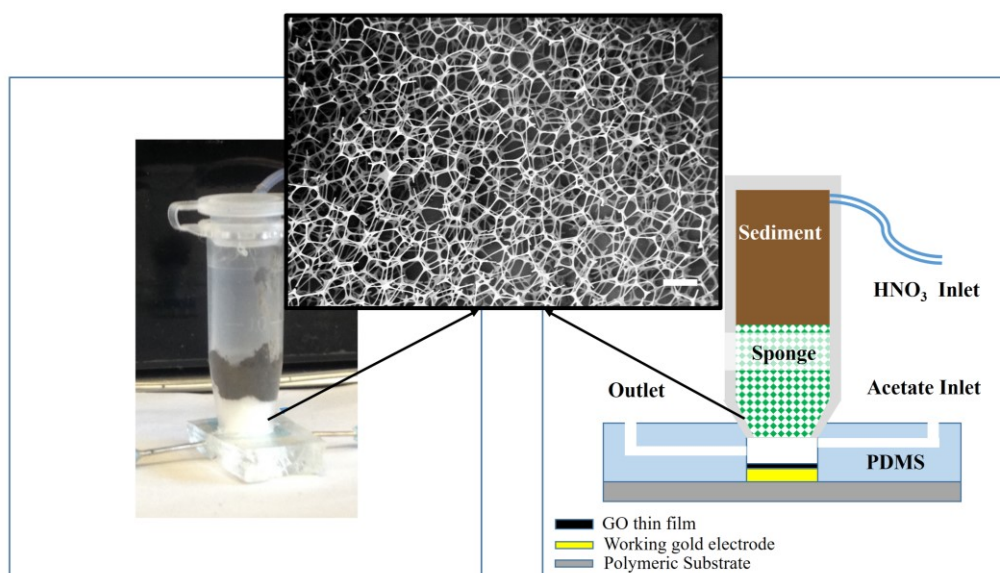 Sediment
HNO₃ Inlet
Sponge
Outlet
Acetate Inlet
PDMS
GO thin film
Working gold electrode
Polymeric Substrate